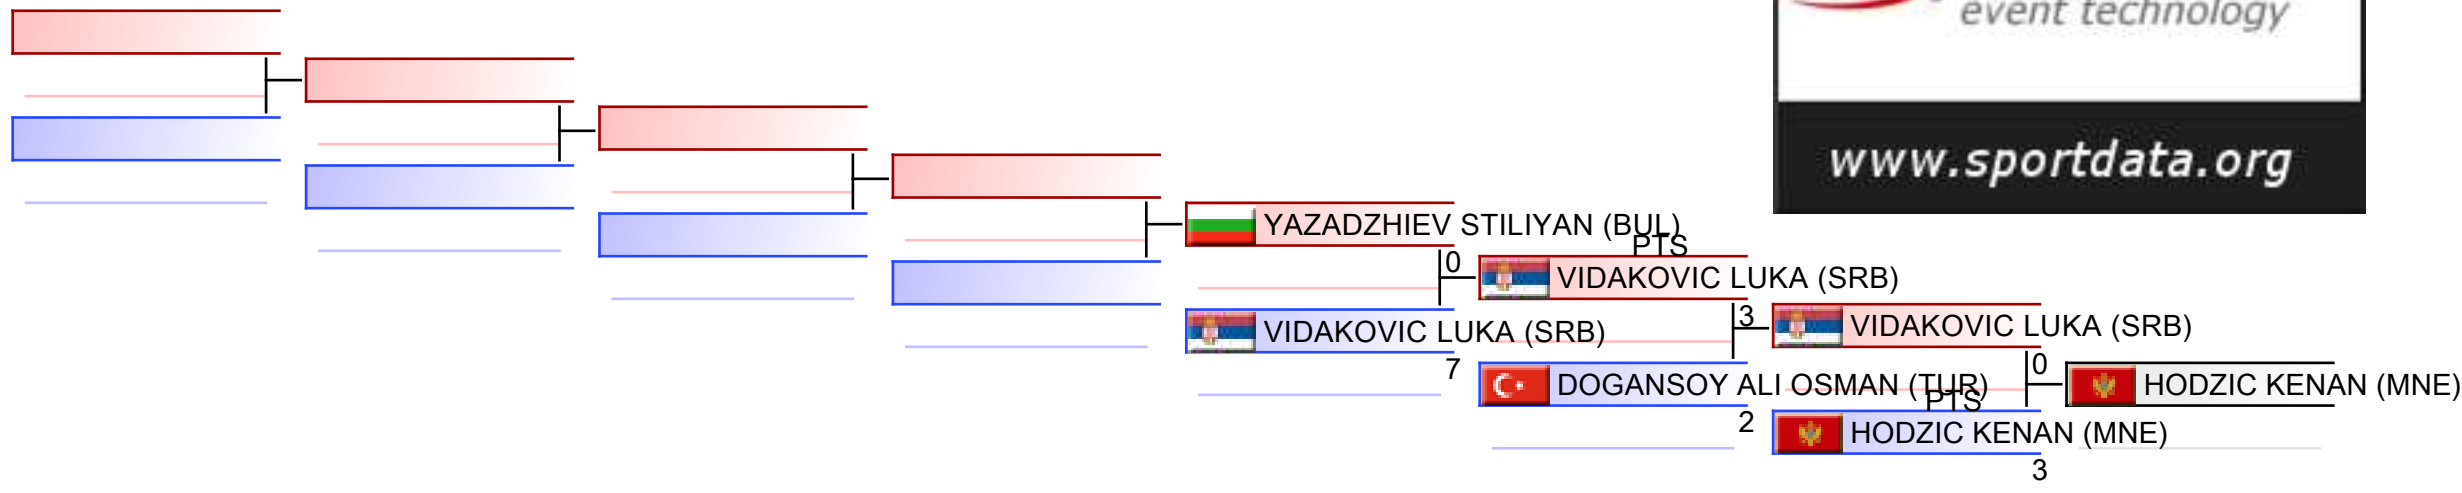 event technology
www.sportdata.org
YAZADZHIEV STILIYAN (BUL)
PTS
0
VIDAKOVIC LUKA (SRB)
VIDAKOVIC LUKA (SRB)
7
3
VIDAKOVIC LUKA (SRB)
DOGANSOY ALI OSMAN (TUR)
PTS
2
0
HODZIC KENAN (MNE)
HODZIC KENAN (MNE)
3